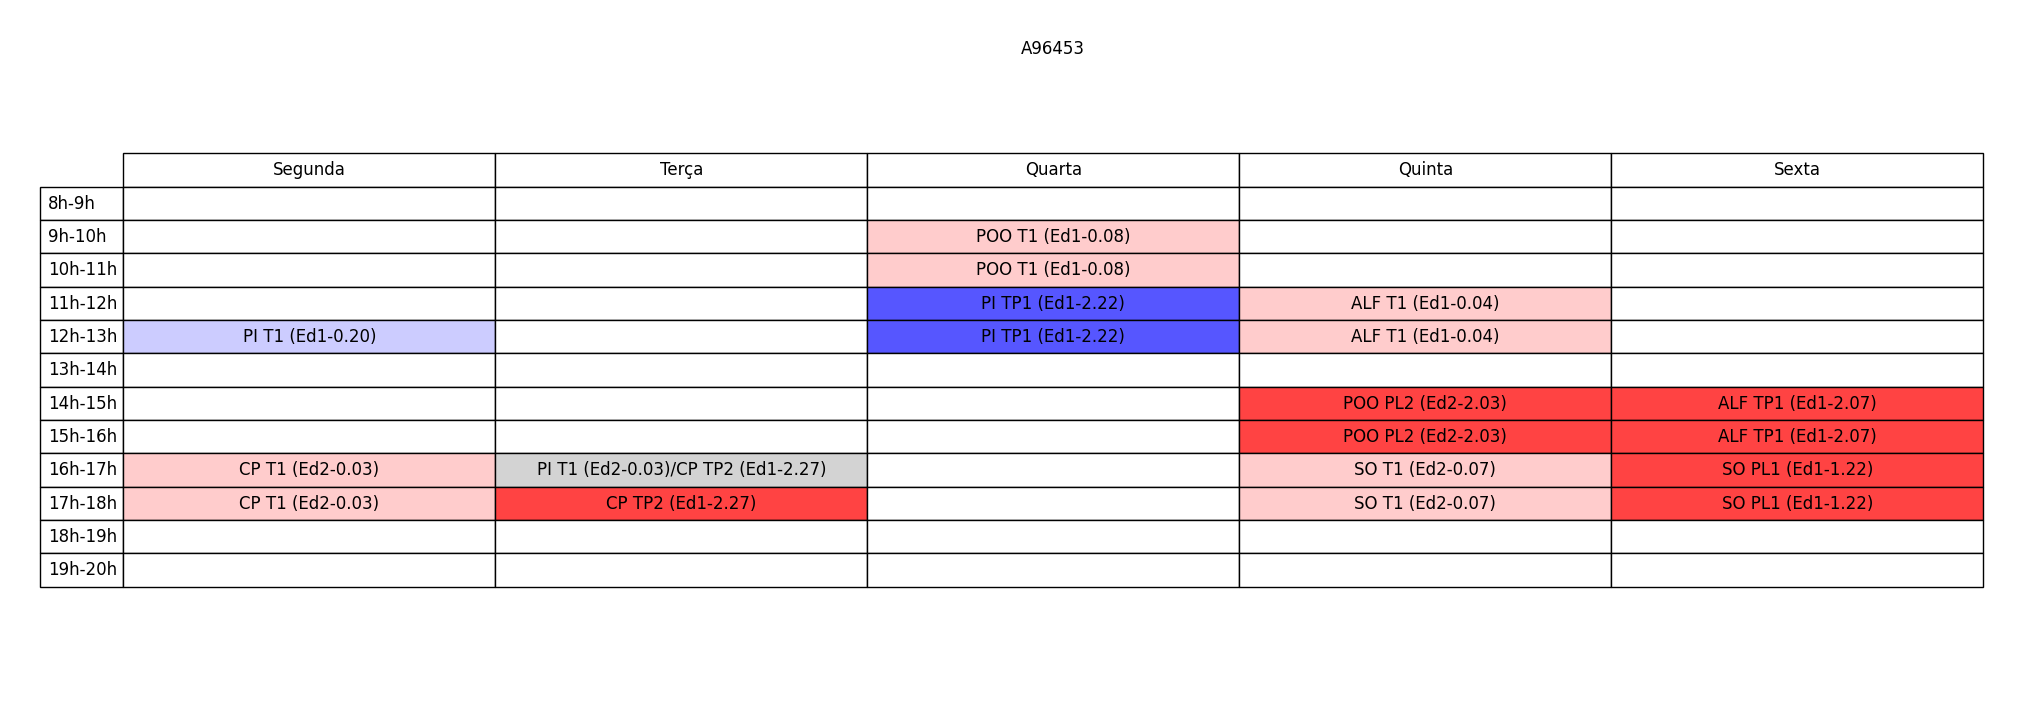 A96453
Segunda Terça Quarta Quinta Sexta
8h-9h
9h-10h POO T1 (Ed1-0.08)
10h-11h POO T1 (Ed1-0.08)
11h-12h PI TP1 (Ed1-2.22) ALF T1 (Ed1-0.04)
12h-13h PI T1 (Ed1-0.20) PI TP1 (Ed1-2.22) ALF T1 (Ed1-0.04)
13h-14h
14h-15h POO PL2 (Ed2-2.03) ALF TP1 (Ed1-2.07)
15h-16h POO PL2 (Ed2-2.03) ALF TP1 (Ed1-2.07)
16h-17h CP T1 (Ed2-0.03) PI T1 (Ed2-0.03)/CP TP2 (Ed1-2.27) SO T1 (Ed2-0.07) SO PL1 (Ed1-1.22)
17h-18h CP T1 (Ed2-0.03) CP TP2 (Ed1-2.27) SO T1 (Ed2-0.07) SO PL1 (Ed1-1.22)
18h-19h
19h-20h